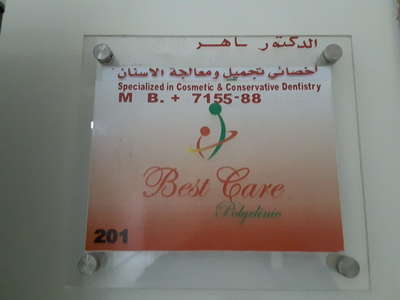 الدكتور ساهر
أخصائي تجميل ومعالجة الاسنان
Specialized in Cosmetic & Conservative Dentistry
M B. + 7155-88
Best Care
Polyclinic
201